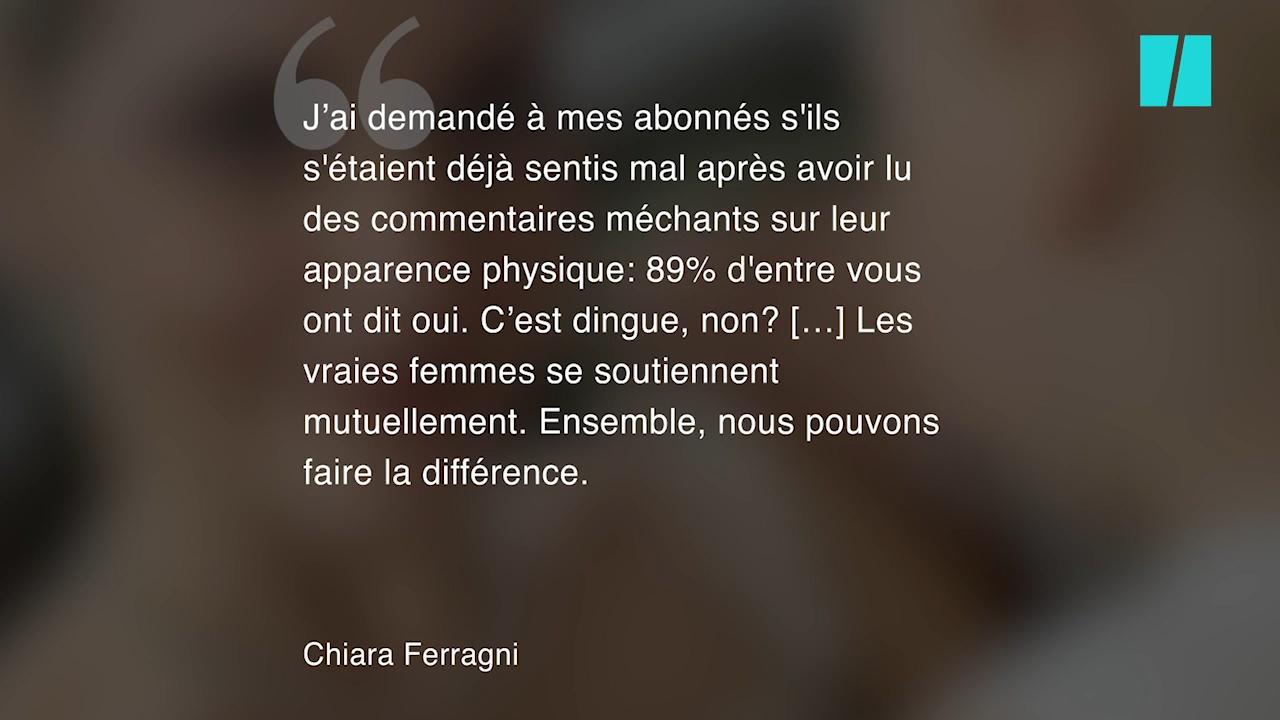 J’ai demandé à mes abonnés s'ils
s'étaient déjà sentis mal après avoir lu
des commentaires méchants sur leur
apparence physique: 89% d'entre vous
ont dit oui. C’est dingue, non? […] Les
vraies femmes se soutiennent
mutuellement. Ensemble, nous pouvons
faire la différence.
Chiara Ferragni